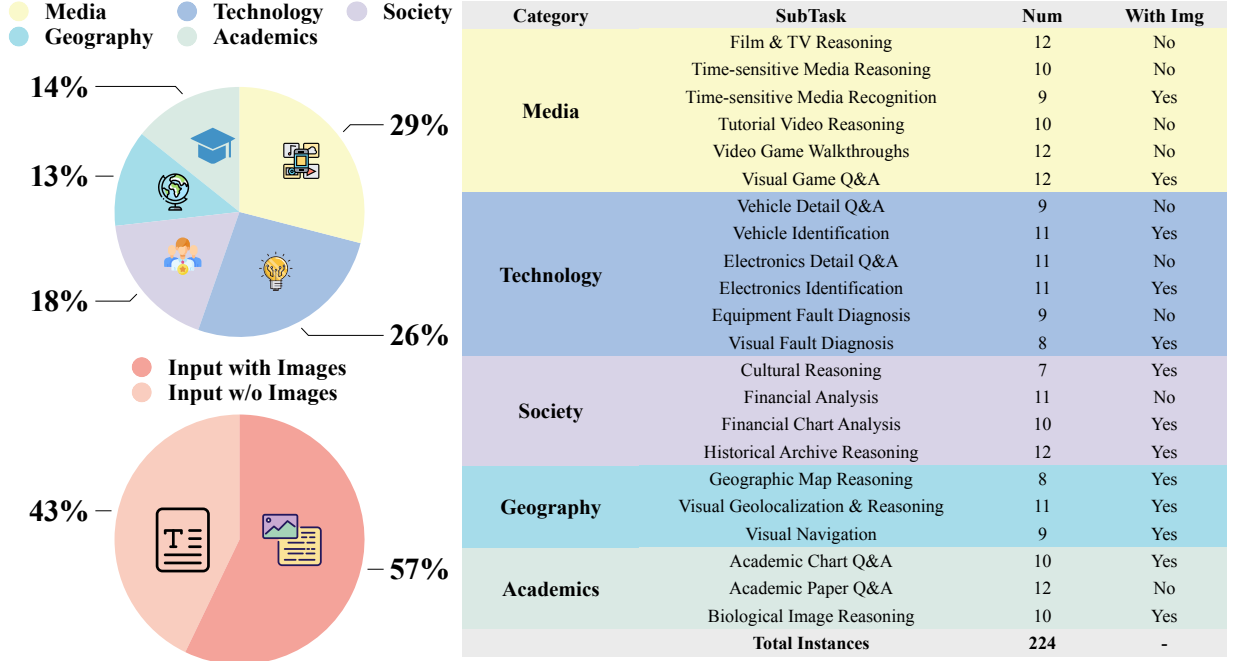 Media Technology Society
Geography Academics
14%
29%
13%
18%
26%
Input with Images
Input w/o Images
43%
T
57%
Category SubTask Num With Img
Media
Film & TV Reasoning 12 No
Time-sensitive Media Reasoning 10 No
Time-sensitive Media Recognition 9 Yes
Tutorial Video Reasoning 10 No
Video Game Walkthroughs 12 No
Visual Game Q&A 12 Yes
Technology
Vehicle Detail Q&A 9 No
Vehicle Identification 11 Yes
Electronics Detail Q&A 11 No
Electronics Identification 11 Yes
Equipment Fault Diagnosis 9 No
Visual Fault Diagnosis 8 Yes
Society
Cultural Reasoning 7 Yes
Financial Analysis 11 No
Financial Chart Analysis 10 Yes
Historical Archive Reasoning 12 Yes
Geography
Geographic Map Reasoning 8 Yes
Visual Geolocalization & Reasoning 11 Yes
Visual Navigation 9 Yes
Academics
Academic Chart Q&A 10 Yes
Academic Paper Q&A 12 No
Biological Image Reasoning 10 Yes
Total Instances 224 -